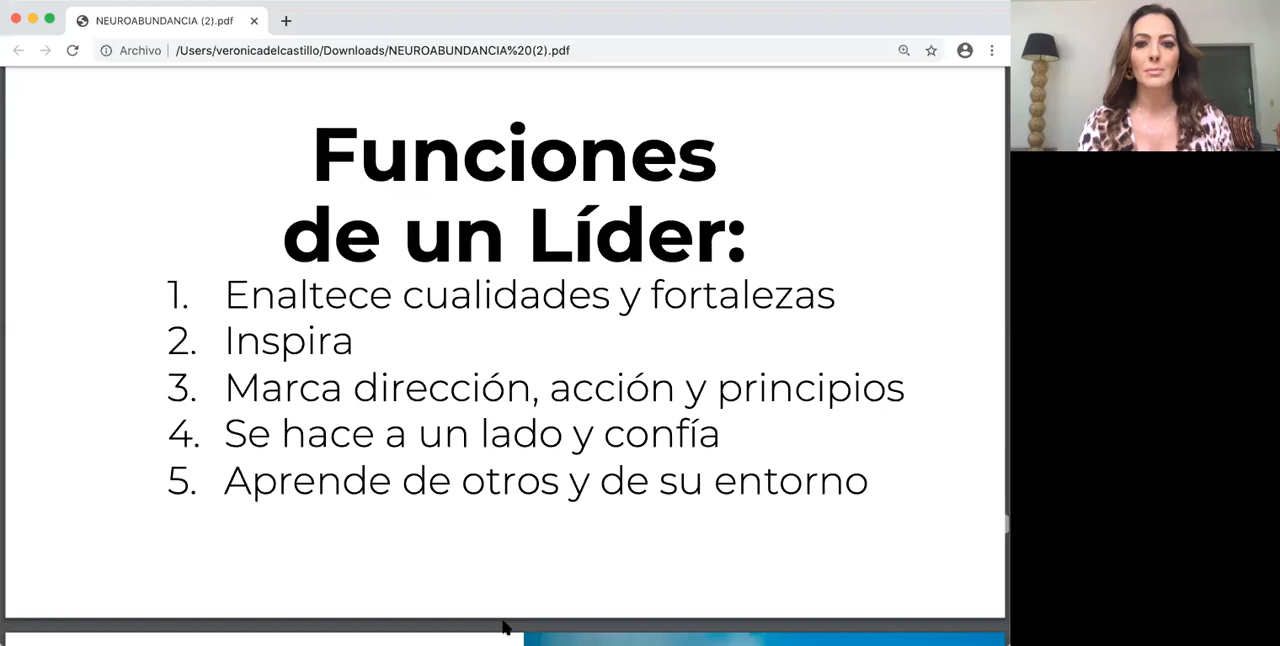 NEUROABUNDANCIA (2).pdf
Archivo | /Users/veronicadelcastillo/Downloads/NEUROABUNDANCIA%20(2).pdf
Funciones
de un Líder:
1. Enaltece cualidades y fortalezas
2. Inspira
3. Marca dirección, acción y principios
4. Se hace a un lado y confía
5. Aprende de otros y de su entorno